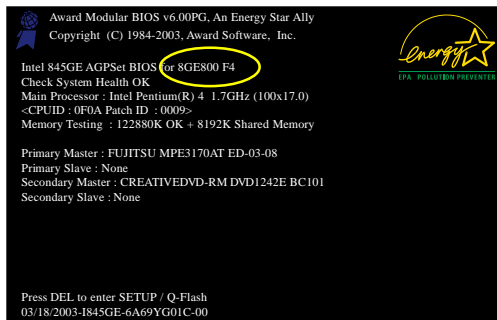 Award Modular BIOS v6.00PG, An Energy Star Ally
Copyright (C) 1984-2003, Award Software, Inc.
energy
EPA POLLUTION PREVENTER
Intel 845GE AGPSet BIOS for 8GE800 F4
Check System Health OK
Main Processor : Intel Pentium(R) 4 1.7GHz (100x17.0)
<CPUID : 0F0A Patch ID : 0009>
Memory Testing : 122880K OK + 8192K Shared Memory
Primary Master : FUJITSU MPE3170AT ED-03-08
Primary Slave : None
Secondary Master : CREATIVEDVD-RM DVD1242E BC101
Secondary Slave : None
Press DEL to enter SETUP / Q-Flash
03/18/2003-I845GE-6A69YG01C-00